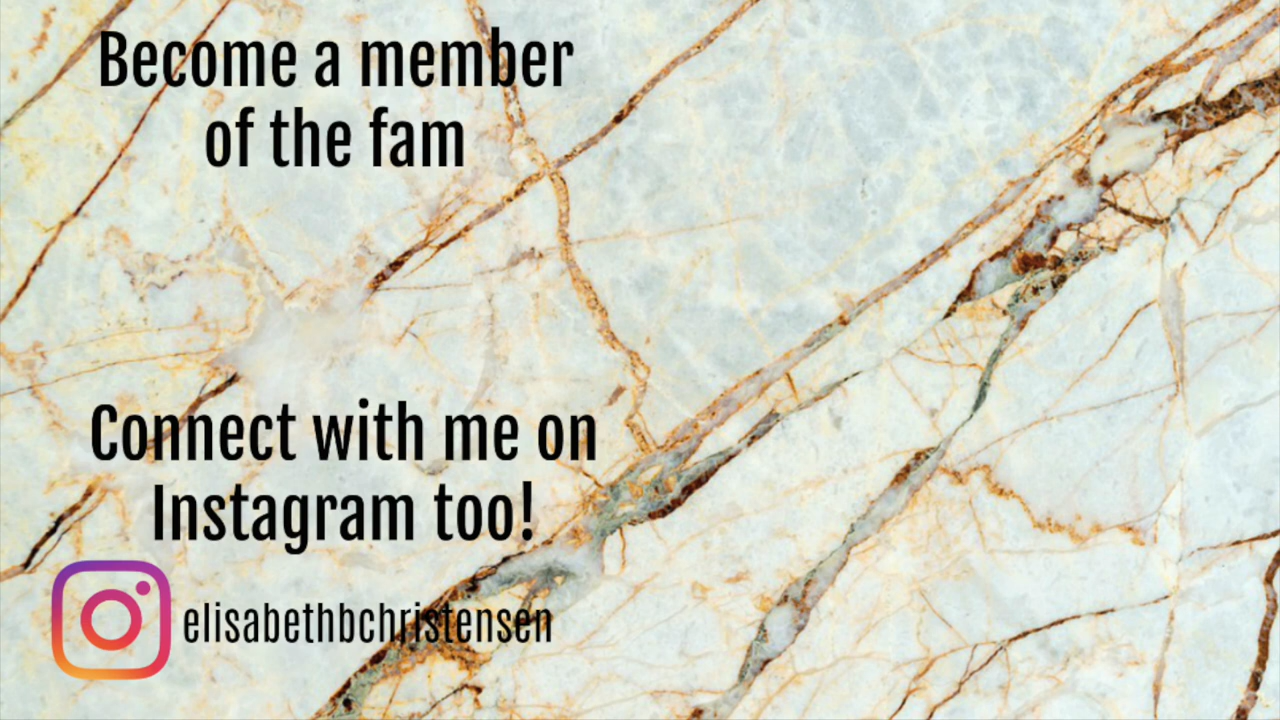 Become a member
of the fam
Connect with me on
Instagram too!
elisabethbchristensen